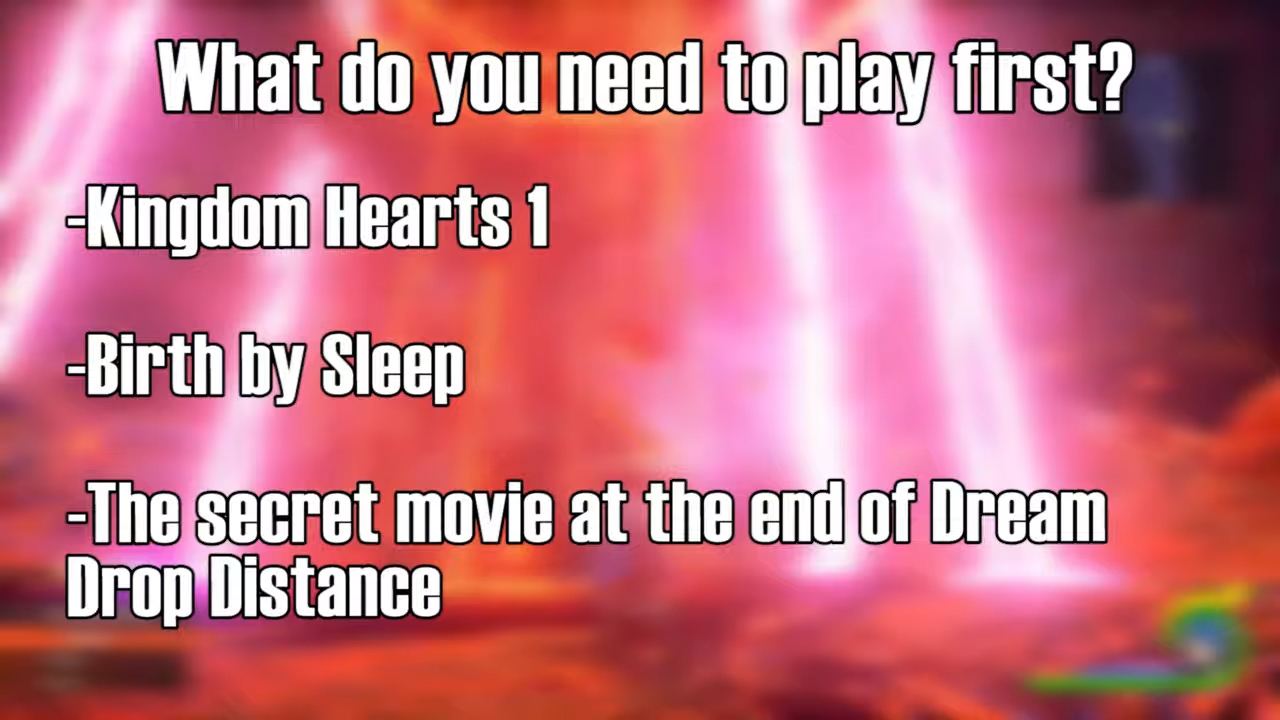 What do you need to play first?
-Kingdom Hearts 1
-Birth by Sleep
-The secret movie at the end of Dream
Drop Distance